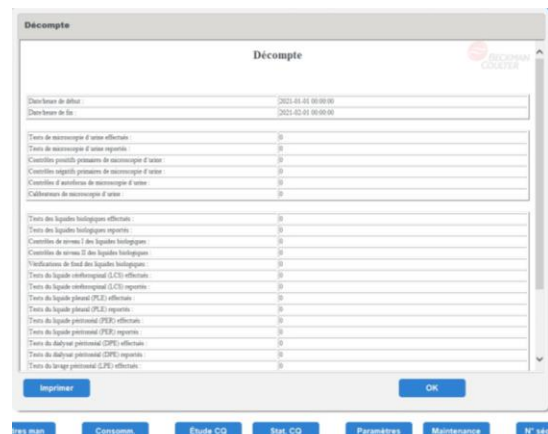 Décompte
Décompte
BECKMAN
COULTER
Date/heure de début : 2021-01-01 00:00:00
Date/heure de fin : 2021-02-01 00:00:00
Tests de microscopie d'urine effectués : 0
Tests de microscopie d'urine reportés : 0
Contrôles positifs primaires de microscopie d'urine : 0
Contrôles négatifs primaires de microscopie d'urine : 0
Contrôles d'autofocus de microscopie d'urine : 0
Calibrateurs de microscopie d'urine : 0
Tests des liquides biologiques effectués : 0
Tests des liquides biologiques reportés : 0
Contrôles de niveau I des liquides biologiques : 0
Contrôles de niveau II des liquides biologiques : 0
Vérifications de fond des liquides biologiques : 0
Tests du liquide cérébrospinal (LCS) effectués : 0
Tests du liquide cérébrospinal (LCS) reportés : 0
Tests du liquide pleural (PLE) effectués : 0
Tests du liquide pleural (PLE) reportés : 0
Tests du liquide péritonéal (PER) effectués : 0
Tests du liquide péritonéal (PER) reportés : 0
Tests du dialysat péritonéal (DPE) effectués : 0
Tests du dialysat péritonéal (DPE) reportés : 0
Tests du lavage péritonéal (LPE) effectués : 0
Imprimer OK
tres man Consomm. Étude CQ Stat. CQ Paramètres Maintenance N° sé